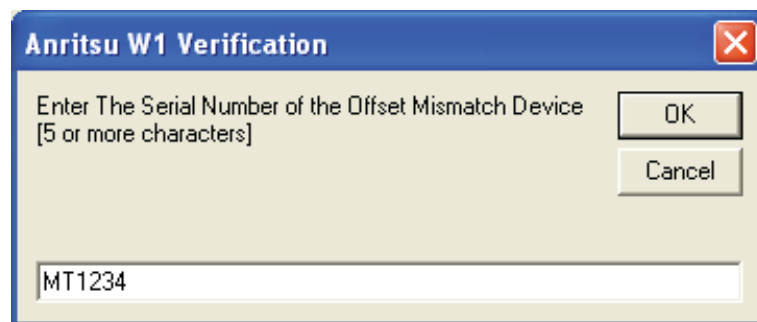 Anritsu W1 Verification
Enter The Serial Number of the Offset Mismatch Device
[5 or more characters]
OK
Cancel
MT1234